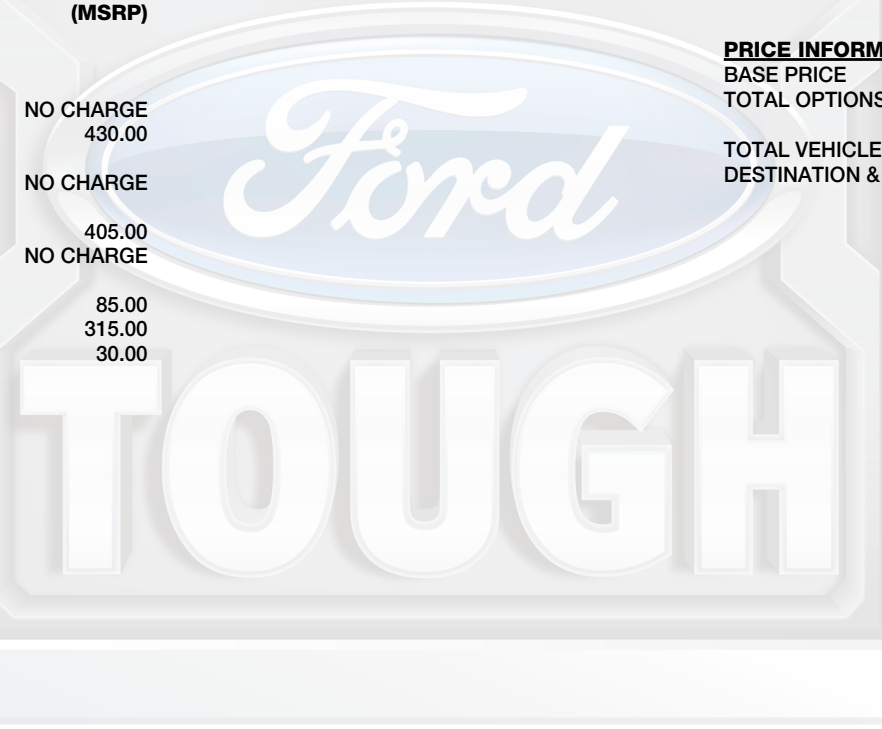 (MSRP)
NO CHARGE
430.00
NO CHARGE
405.00
NO CHARGE
85.00
315.00
30.00
PRICE INFORM
BASE PRICE
TOTAL OPTIONS
TOTAL VEHICLE
DESTINATION &
Ford
TOUGH